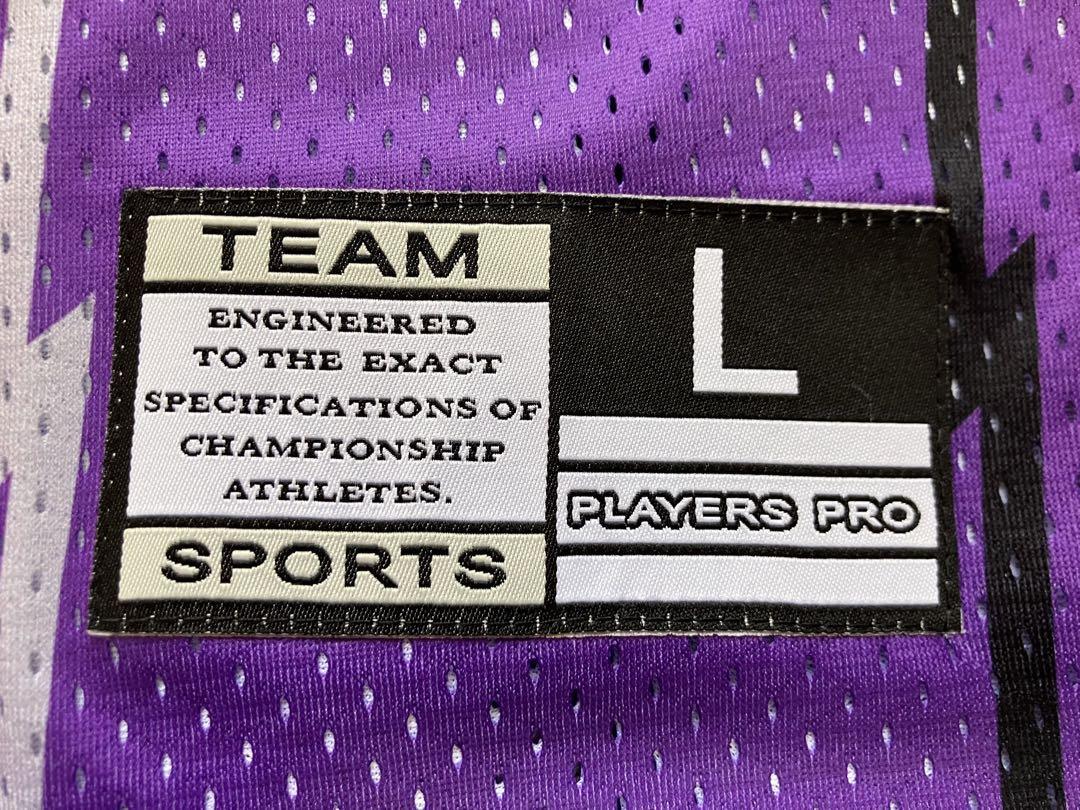 TEAM
ENGINEERED
TO THE EXACT
SPECIFICATIONS OF
CHAMPIONSHIP
ATHLETES.
SPORTS
L
PLAYERS PRO